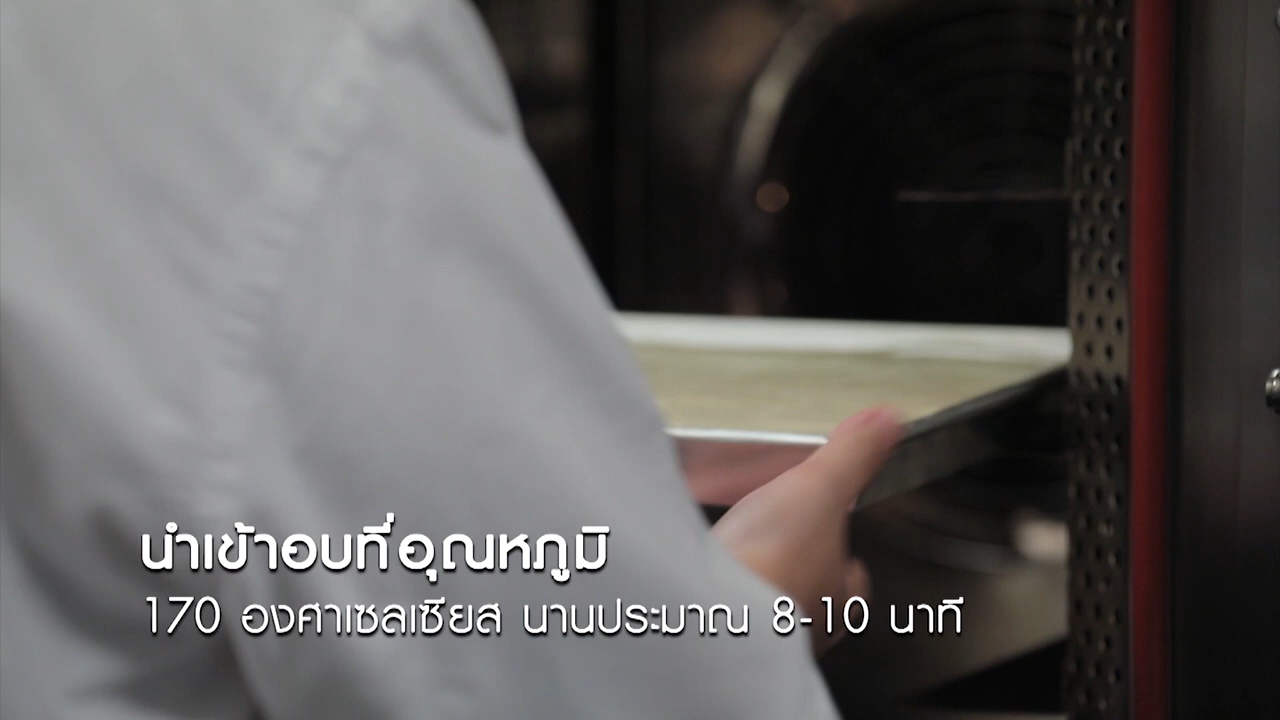 นำเข้าอบที่อุณหภูมิ
170 องศาเซลเซียส นานประมาณ 8-10 นาที